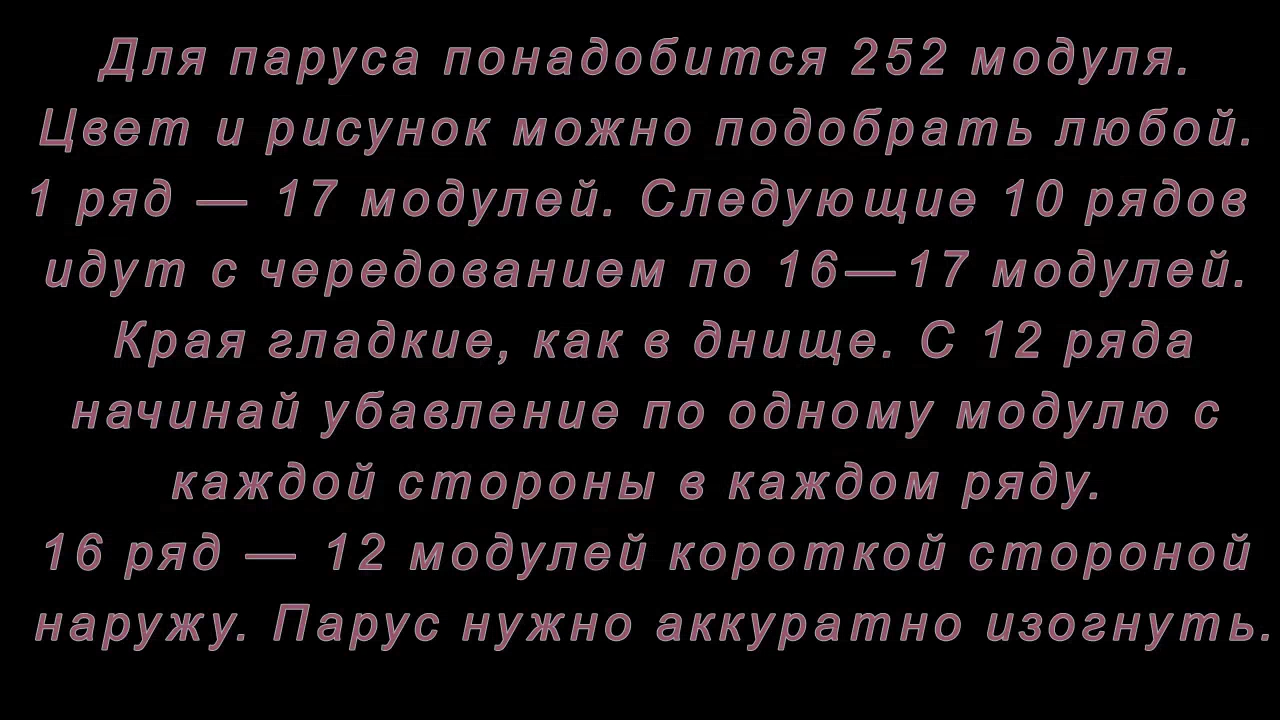 Для паруса понадобится 252 модуля.
Цвет и рисунок можно подобрать любой.
1 ряд — 17 модулей. Следующие 10 рядов
идут с чередованием по 16—17 модулей.
Края гладкие, как в днище. С 12 ряда
начинай убавление по одному модулю с
каждой стороны в каждом ряду.
16 ряд — 12 модулей короткой стороной
наружу. Парус нужно аккуратно изогнуть.